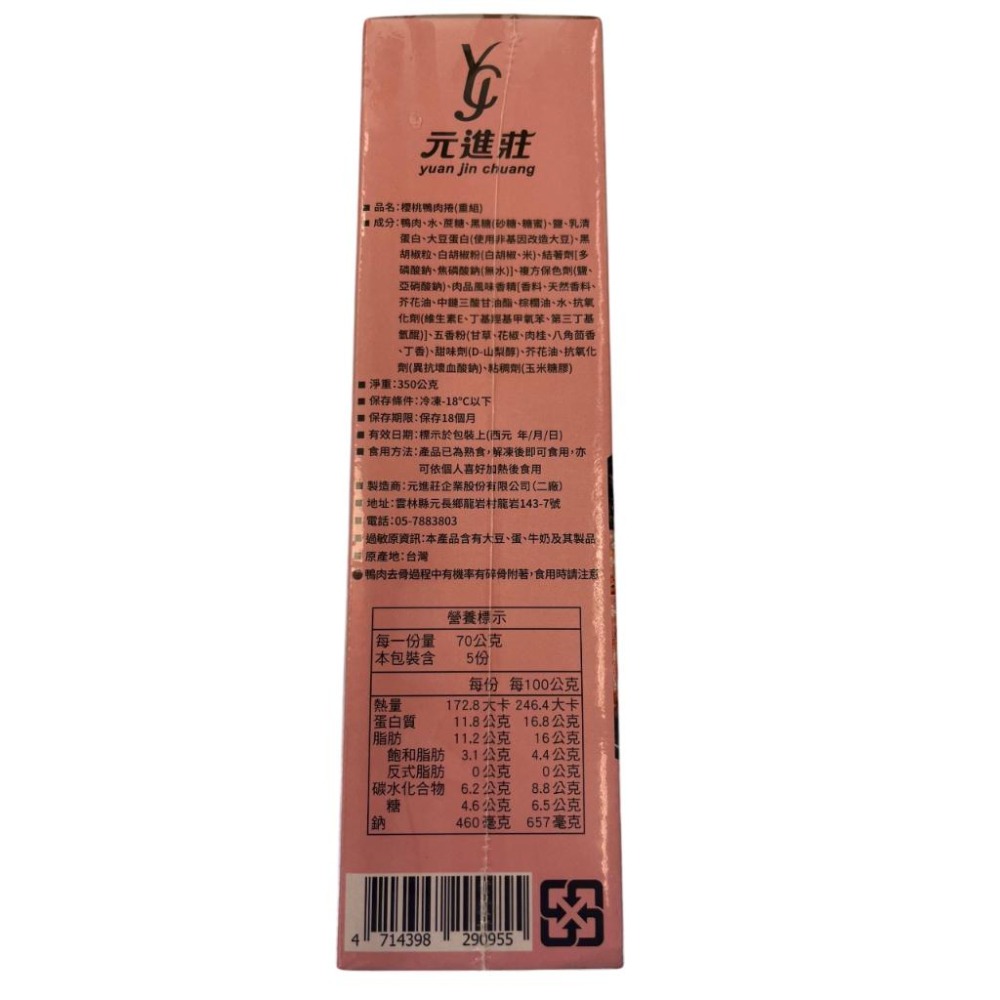 YJC
元進莊
yuan jin chuang
■ 品名：櫻桃鴨肉捲(重組)
■ 成分：鴨肉、水、蔗糖、黑糖(砂糖、糖蜜)、鹽、乳清
蛋白、大豆蛋白(使用非基因改造大豆)、黑
胡椒粒、白胡椒粉(白胡椒、米)、結著劑[多
磷酸鈉、焦磷酸鈉(無水)]、複方保色劑(鹽、
亞硝酸鈉)、肉品風味香精[香料、天然香料、
芥花油、中鏈三酸甘油酯、棕櫚油、水、抗氧
化劑(維生素E、丁基羥基甲氧苯、第三丁基
氫醌)]、五香粉(甘草、花椒、肉桂、八角茴香
、丁香)、甜味劑(D-山梨醇)、芥花油、抗氧化
劑(異抗壞血酸鈉)、粘稠劑(玉米糖膠)
■ 淨重：350公克
■ 保存條件：冷凍-18°C以下
■ 保存期限：保存18個月
■ 有效日期：標示於包裝上(西元 年/月/日)
■ 食用方法：產品已為熟食，解凍後即可食用，亦
可依個人喜好加熱後食用
■ 製造商：元進莊企業股份有限公司(二廠)
■ 地址：雲林縣元長鄉龍岩村龍岩143-7號
■ 電話：05-7883803
■ 過敏原資訊：本產品含有大豆、蛋、牛奶及其製品
■ 原產地：台灣
● 鴨肉去骨過程中有機率有碎骨附著，食用時請注意
營養標示
每一份量 70公克
本包裝含 5份
每份 每100公克
熱量 172.8大卡 246.4大卡
蛋白質 11.8公克 16.8公克
脂肪 11.2公克 16公克
飽和脂肪 3.1公克 4.4公克
反式脂肪 0公克 0公克
碳水化合物 6.2公克 8.8公克
糖 4.6公克 6.5公克
鈉 460毫克 657毫克
4 714398 290955